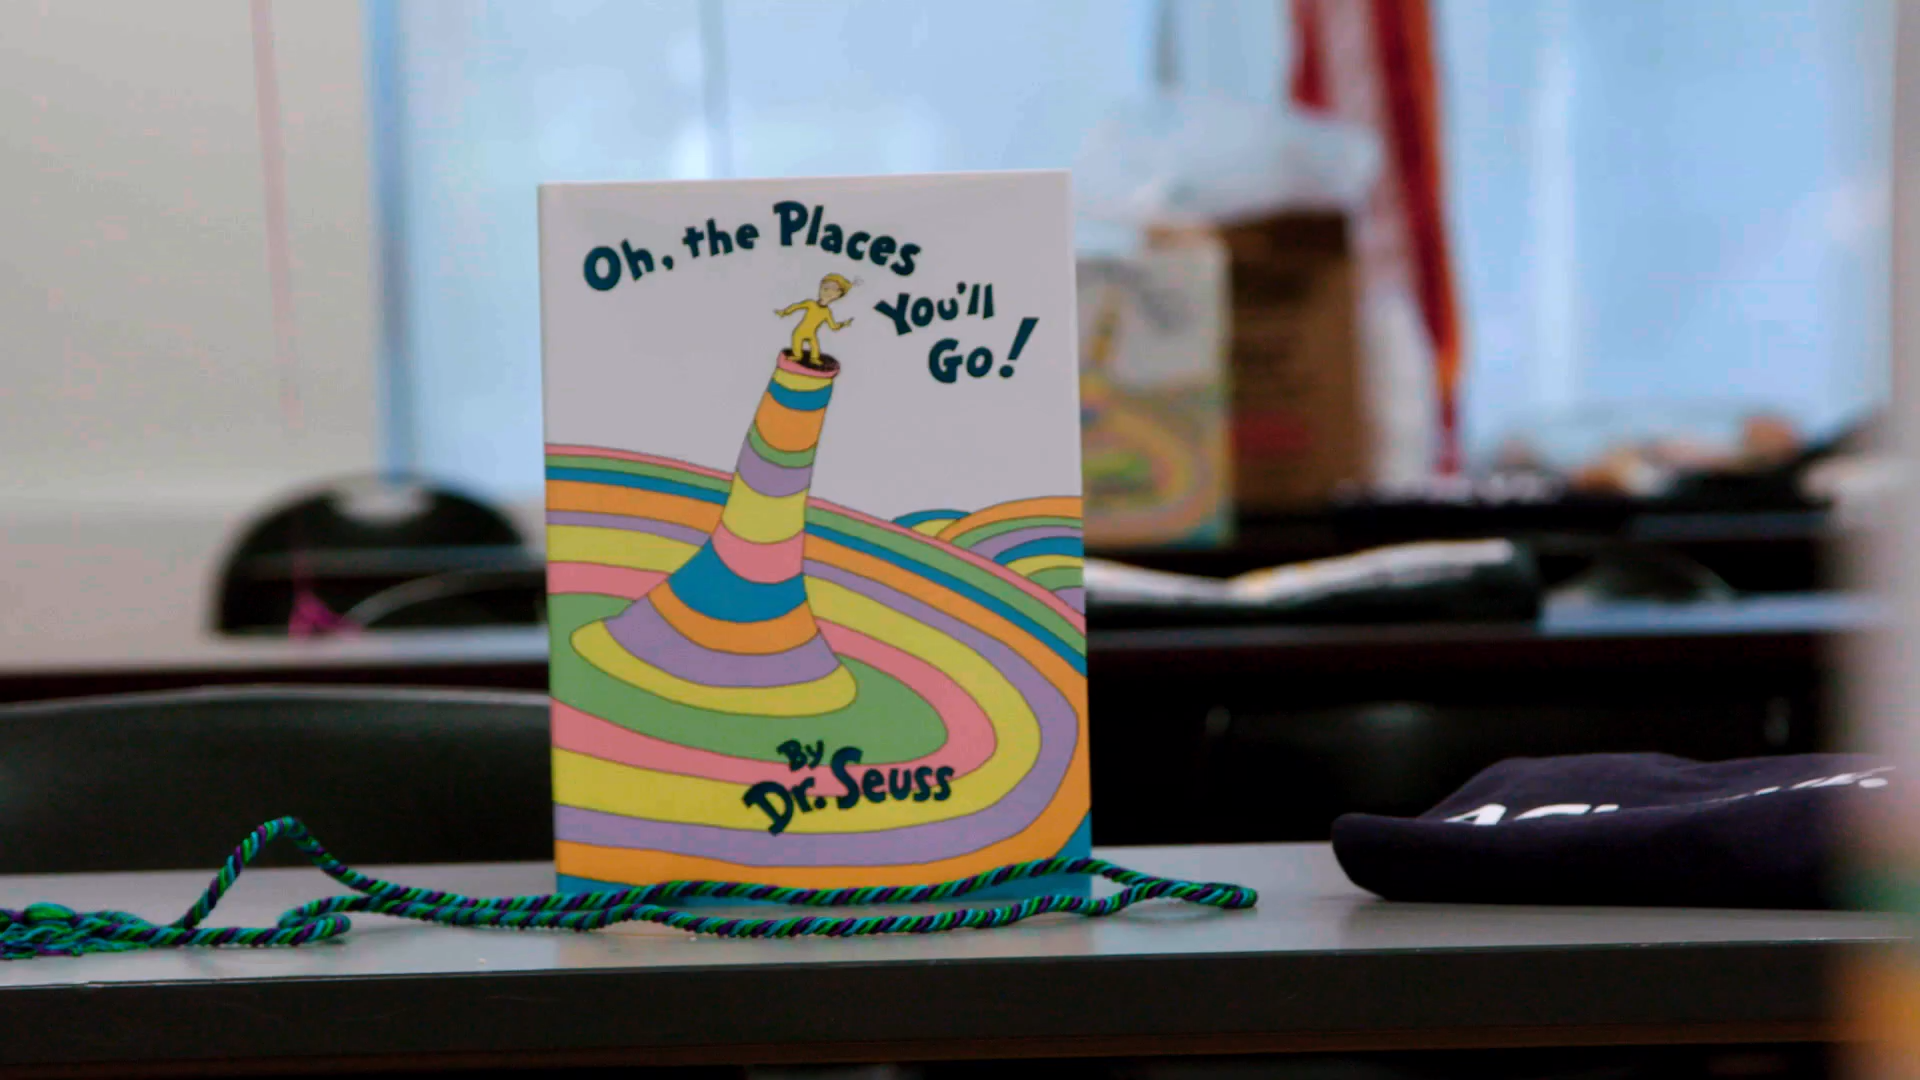 Oh, the Places
You'll
Go!
By
Dr. Seuss